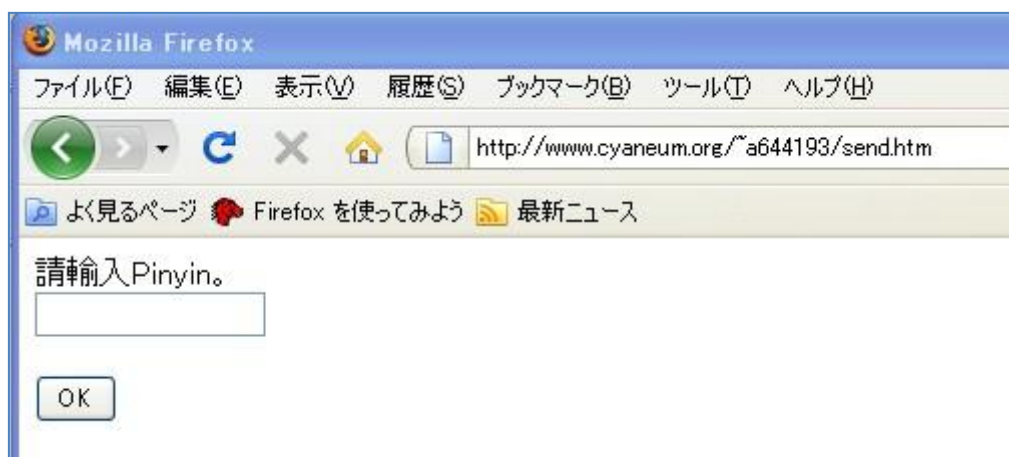 Mozilla Firefox
ファイル(F) 編集(E) 表示(V) 履歴(S) ブックマーク(B) ツール(T) ヘルプ(H)
http://www.cyaneum.org/~a644193/send.htm
よく見るページ Firefox を使ってみよう 最新ニュース
請輸入Pinyin。
OK